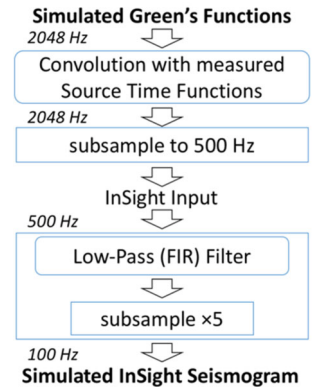 Simulated Green's Functions
2048 Hz
Convolution with measured
Source Time Functions
2048 Hz
subsample to 500 Hz
InSight Input
500 Hz
Low-Pass (FIR) Filter
subsample ×5
100 Hz
Simulated InSight Seismogram